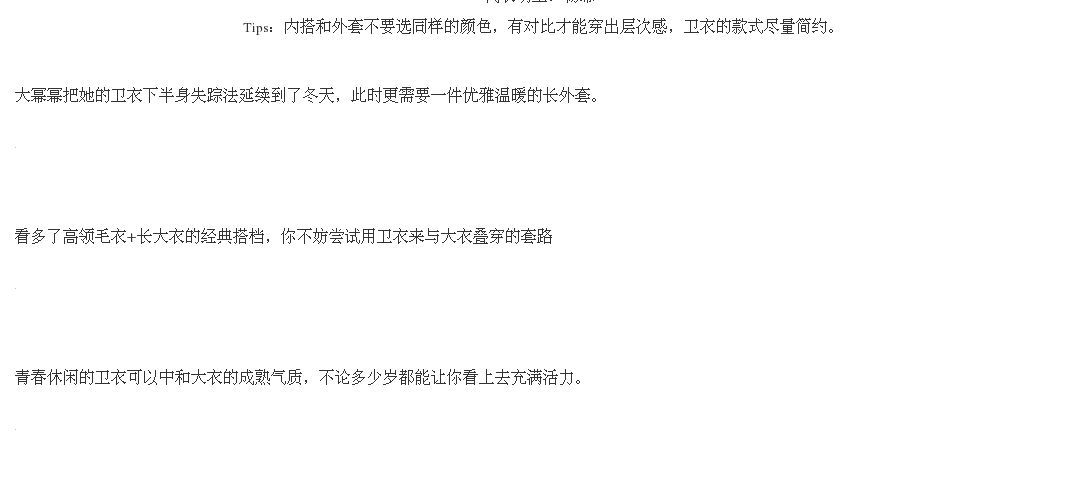 Tips：内搭和外套不要选同样的颜色，有对比才能穿出层次感，卫衣的款式尽量简约。
大幂幂把她的卫衣下半身失踪法延续到了冬天，此时更需要一件优雅温暖的长外套。
看多了高领毛衣+长大衣的经典搭档，你不妨尝试用卫衣来与大衣叠穿的套路
青春休闲的卫衣可以中和大衣的成熟气质，不论多少岁都能让你看上去充满活力。